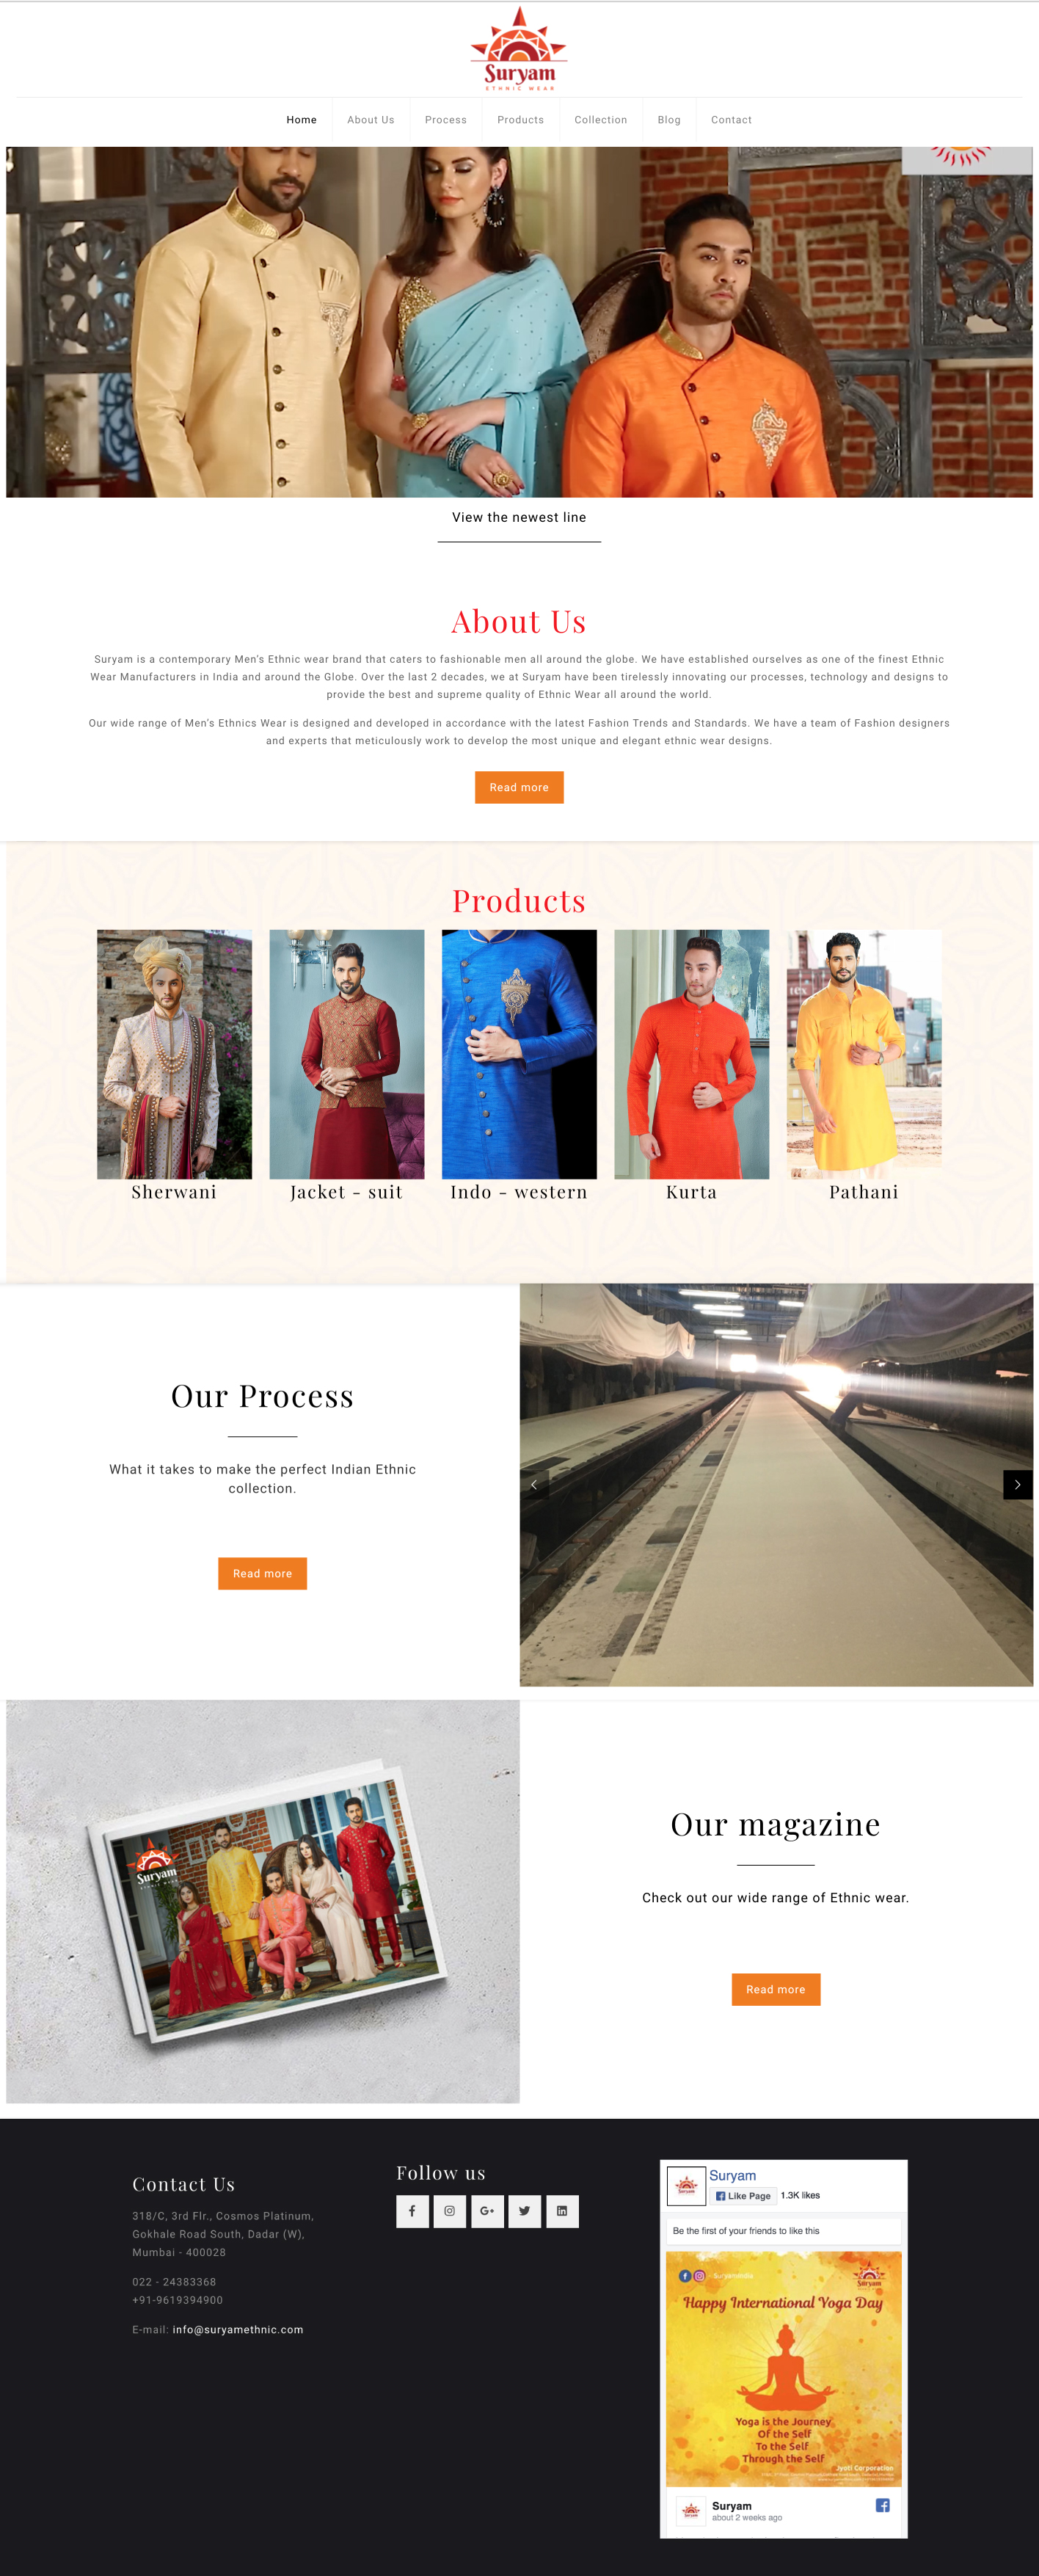 Suryam
ETHNIC WEAR
Home
About Us
Process
Products
Collection
Blog
Contact
View the newest line
About Us
Suryam is a contemporary Men's Ethnic wear brand that caters to fashionable men all around the globe. We have established ourselves as one of the finest Ethnic
Wear Manufacturers in India and around the Globe. Over the last 2 decades, we at Suryam have been tirelessly innovating our processes, technology and designs to
provide the best and supreme quality of Ethnic Wear all around the world.
Our wide range of Men's Ethnics Wear is designed and developed in accordance with the latest Fashion Trends and Standards. We have a team of Fashion designers
and experts that meticulously work to develop the most unique and elegant ethnic wear designs.
Read more
Products
Sherwani
Jacket - suit
Indo - western
Kurta
Pathani
Our Process
What it takes to make the perfect Indian Ethnic
collection.
Read more
Suryam
ETHNIC WEAR
Our magazine
Check out our wide range of Ethnic wear.
Read more
Contact Us
318/C, 3rd Flr., Cosmos Platinum,
Gokhale Road South, Dadar (W),
Mumbai - 400028
022 - 24383368
+91-9619394900
E-mail: info@suryamethnic.com
Follow us
Suryam
Suryam
Like Page
1.3K likes
Be the first of your friends to like this
Suryam
Happy International Yoga Day
Yoga is the Journey
Of the Self
To the Self
Through the Self
Jyoti Corporation
Suryam
Suryam
about 2 weeks ago